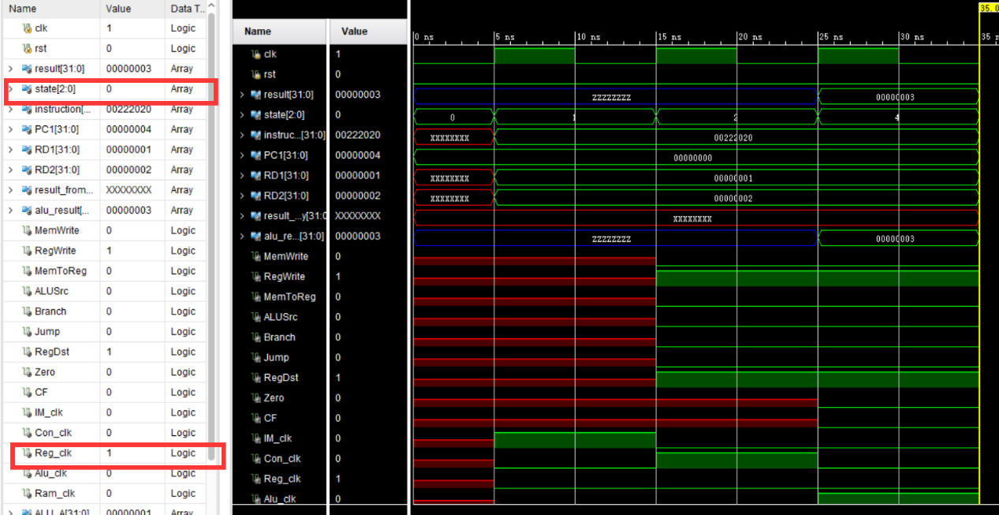 Name Value Data T...
clk 1 Logic
rst 0 Logic
result[31:0] 00000003 Array
state[2:0] 0 Array
instruction[... 00222020 Array
PC1[31:0] 00000004 Array
RD1[31:0] 00000001 Array
RD2[31:0] 00000002 Array
result_from... XXXXXXXX Array
alu_result[... 00000003 Array
MemWrite 0 Logic
RegWrite 1 Logic
MemToReg 0 Logic
ALUSrc 0 Logic
Branch 0 Logic
Jump 0 Logic
RegDst 1 Logic
Zero 0 Logic
CF 0 Logic
IM_clk 0 Logic
Con_clk 0 Logic
Reg_clk 1 Logic
Alu_clk 0 Logic
Ram_clk 0 Logic
ALU_A[31:0] 00000001 Array
Name Value
clk 1
rst 0
result[31:0] 00000003
state[2:0] 0
instruc...[31:0] 00222020
PC1[31:0] 00000004
RD1[31:0] 00000001
RD2[31:0] 00000002
result_...y[31:0 XXXXXXXX
alu_re...[31:0] 00000003
MemWrite 0
RegWrite 1
MemToReg 0
ALUSrc 0
Branch 0
Jump 0
RegDst 1
Zero 0
CF 0
IM_clk 0
Con_clk 0
Reg_clk 1
Alu_clk 0
35.0
0 ns 5 ns 10 ns 15 ns 20 ns 25 ns 30 ns 35 n
ZZZZZZZZ 00000003
0 1 2 4
XXXXXXXX 00222020
00000000
XXXXXXXX 00000001
XXXXXXXX 00000002
XXXXXXXX
ZZZZZZZZ 00000003